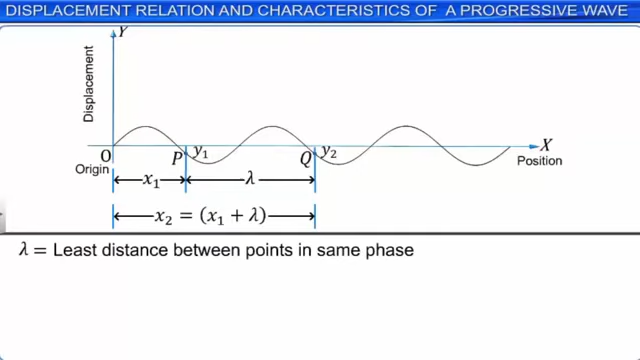 DISPLACEMENT RELATION AND CHARACTERISTICS OF A PROGRESSIVE WAVE
Y
Displacement
O
Origin
P
y₁
Q
y₂
X
Position
x₁
λ
x₂ = (x₁ + λ)
λ = Least distance between points in same phase